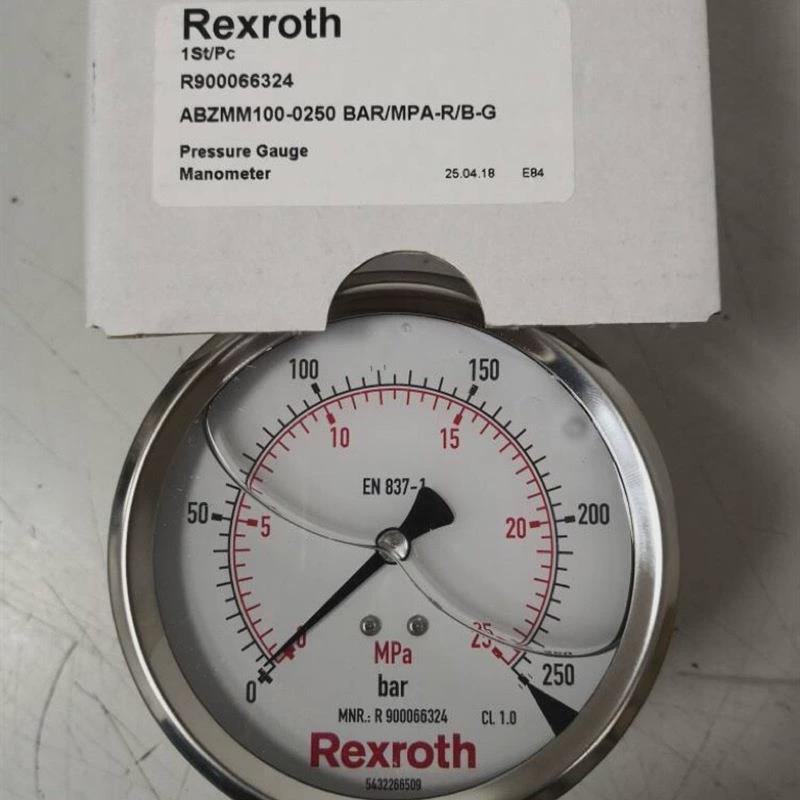 Rexroth
1St/Pc
R900066324
ABZMM100-0250 BAR/MPA-R/B-G
Pressure Gauge
Manometer 25.04.18 E84
100 150
10 15
EN 837-1
50 5 20 200
0 25
MPa
0 bar 250
MNR.: R 900066324 CL 1.0
Rexroth
5432266509